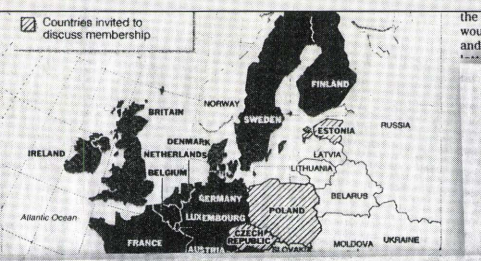 Countries invited to
discuss membership
the
wou
and
FINLAND
NORWAY
SWEDEN
BRITAIN
ESTONIA
RUSSIA
DENMARK
IRELAND
NETHERLANDS
LATVIA
LITHUANIA
BELGIUM
BELARUS
GERMANY
POLAND
Atlantic Ocean
LUXEMBOURG
CZECH
REPUBLIC
FRANCE
AUSTRIA
SLOVAKIA
MOLDOVA
UKRAINE